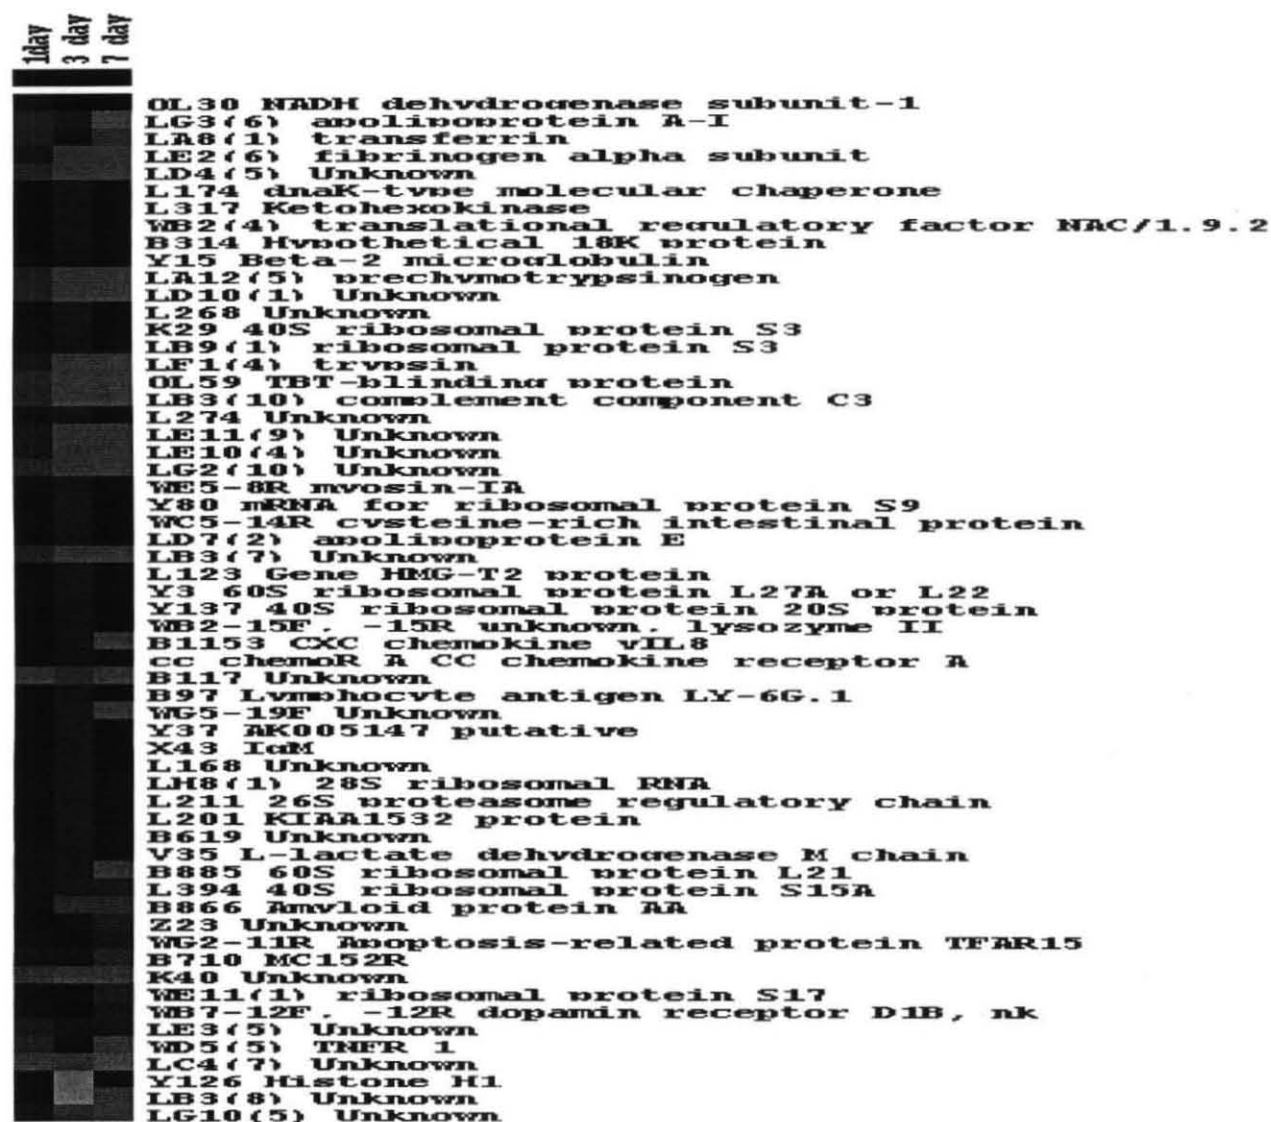 1day
3 day
7 day
OL30 NADH dehydrogenase subunit-1
LG3(6) apolipoprotein A-I
LA8(1) transferrin
LE2(6) fibrinogen alpha subunit
LD4(5) Unknown
L174 dnaK-type molecular chaperone
L317 Ketohexokinase
WB2(4) translational regulatory factor NAC/1.9.2
B314 Hypothetical 18K protein
Y15 Beta-2 microglobulin
LA12(5) prechymotrypsinogen
LD10(1) Unknown
L268 Unknown
K29 40S ribosomal protein S3
LB9(1) ribosomal protein S3
LF1(4) trypsin
OL59 TBT-blinding protein
LB3(10) complement component C3
L274 Unknown
LE11(9) Unknown
LE10(4) Unknown
LG2(10) Unknown
WE5-8R myosin-IA
Y80 mRNA for ribosomal protein S9
WC5-14R cysteine-rich intestinal protein
LD7(2) apolipoprotein E
LB3(7) Unknown
L123 Gene HMG-T2 protein
Y3 60S ribosomal protein L27A or L22
Y137 40S ribosomal protein 20S protein
WB2-15F, -15R unknown, lysozyme II
B1153 CXC chemokine vIL8
cc chemoR A CC chemokine receptor A
B117 Unknown
B97 Lymphocyte antigen LY-6G.1
WG5-19F Unknown
Y37 AK005147 putative
X43 IgM
L168 Unknown
LH8(1) 28S ribosomal RNA
L211 26S proteasome regulatory chain
L201 KIAA1532 protein
B619 Unknown
V35 L-lactate dehydrogenase M chain
B885 60S ribosomal protein L21
L394 40S ribosomal protein S15A
B866 Amyloid protein AA
Z23 Unknown
WG2-11R Apoptosis-related protein TFAR15
B710 MC152R
K40 Unknown
WE11(1) ribosomal protein S17
WB7-12F, -12R dopamin receptor D1B, nk
LE3(5) Unknown
WD5(5) TNFR 1
LC4(7) Unknown
Y126 Histone H1
LB3(8) Unknown
LG10(5) Unknown